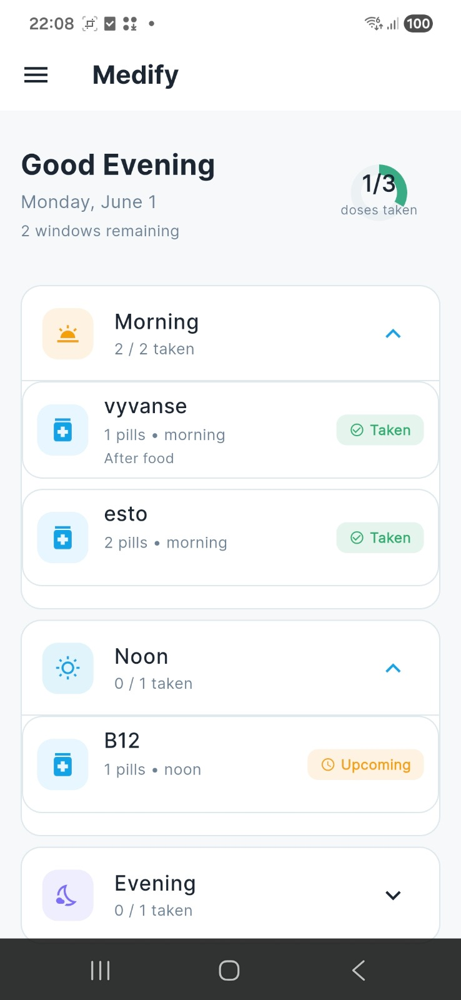 22:08
100
Medify
Good Evening
Monday, June 1
2 windows remaining
1/3
doses taken
Morning
2 / 2 taken
vyvanse
1 pills • morning
After food
Taken
esto
2 pills • morning
Taken
Noon
0 / 1 taken
B12
1 pills • noon
Upcoming
Evening
0 / 1 taken